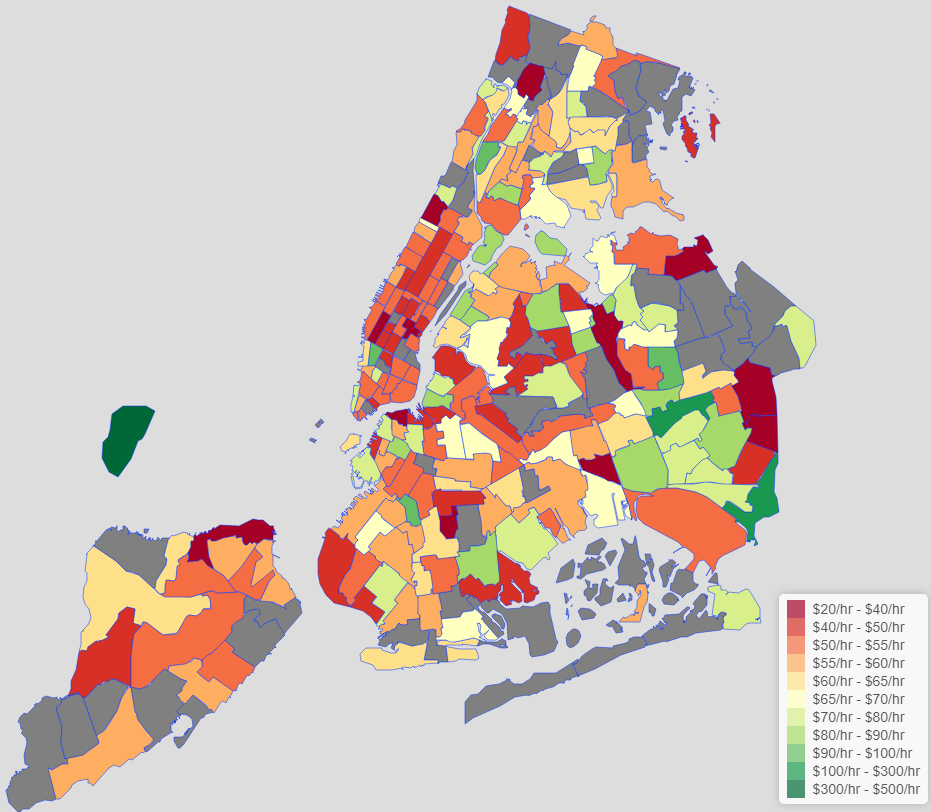 $20/hr - $40/hr
$40/hr - $50/hr
$50/hr - $55/hr
$55/hr - $60/hr
$60/hr - $65/hr
$65/hr - $70/hr
$70/hr - $80/hr
$80/hr - $90/hr
$90/hr - $100/hr
$100/hr - $300/hr
$300/hr - $500/hr